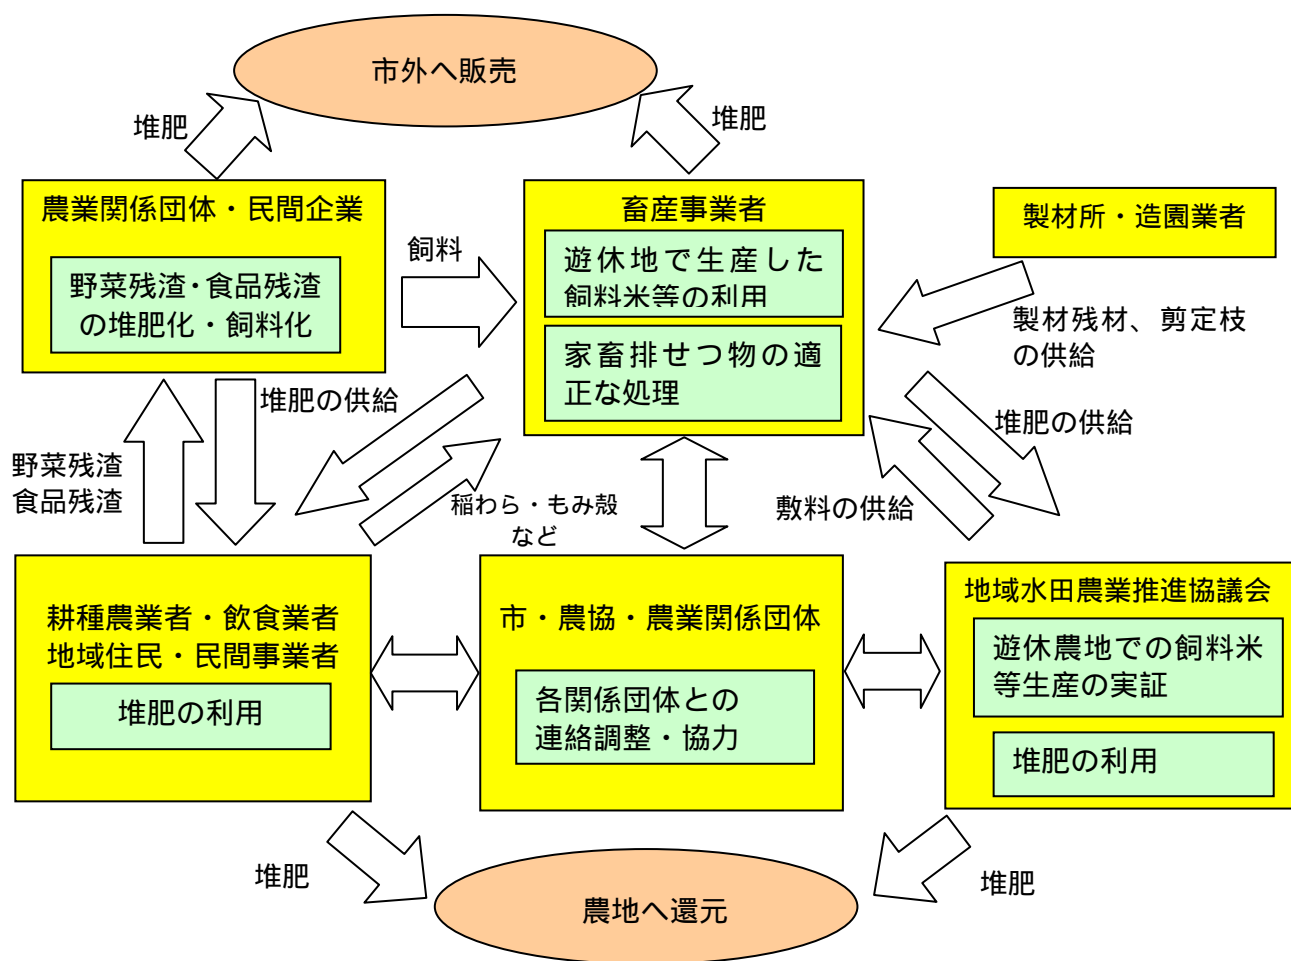 市外へ販売
堆肥
堆肥
農業関係団体・民間企業
野菜残渣・食品残渣
の堆肥化・飼料化
飼料
畜産事業者
遊休地で生産した
飼料米等の利用
家畜排せつ物の適
正な処理
製材所・造園業者
製材残材、剪定枝
の供給
堆肥の供給
野菜残渣
食品残渣
稲わら・もみ殻
など
敷料の供給
堆肥の供給
耕種農業者・飲食業者
地域住民・民間事業者
堆肥の利用
市・農協・農業関係団体
各関係団体との
連絡調整・協力
地域水田農業推進協議会
遊休農地での飼料米
等生産の実証
堆肥の利用
堆肥
堆肥
農地へ還元